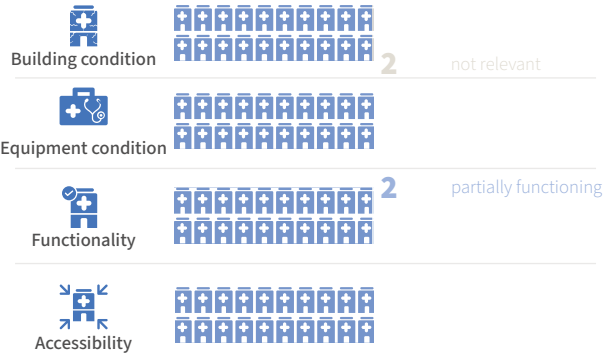 Building condition
2 not relevant
Equipment condition
2 partially functioning
Functionality
Accessibility